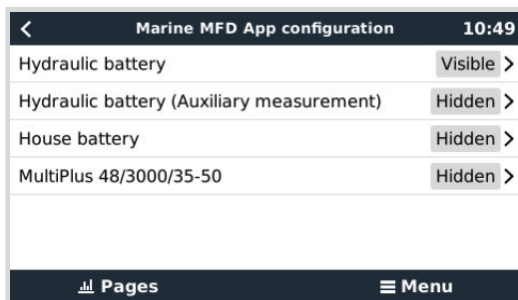 Marine MFD App configuration 10:49
Hydraulic battery Visible
Hydraulic battery (Auxiliary measurement) Hidden
House battery Hidden
MultiPlus 48/3000/35-50 Hidden
Pages Menu